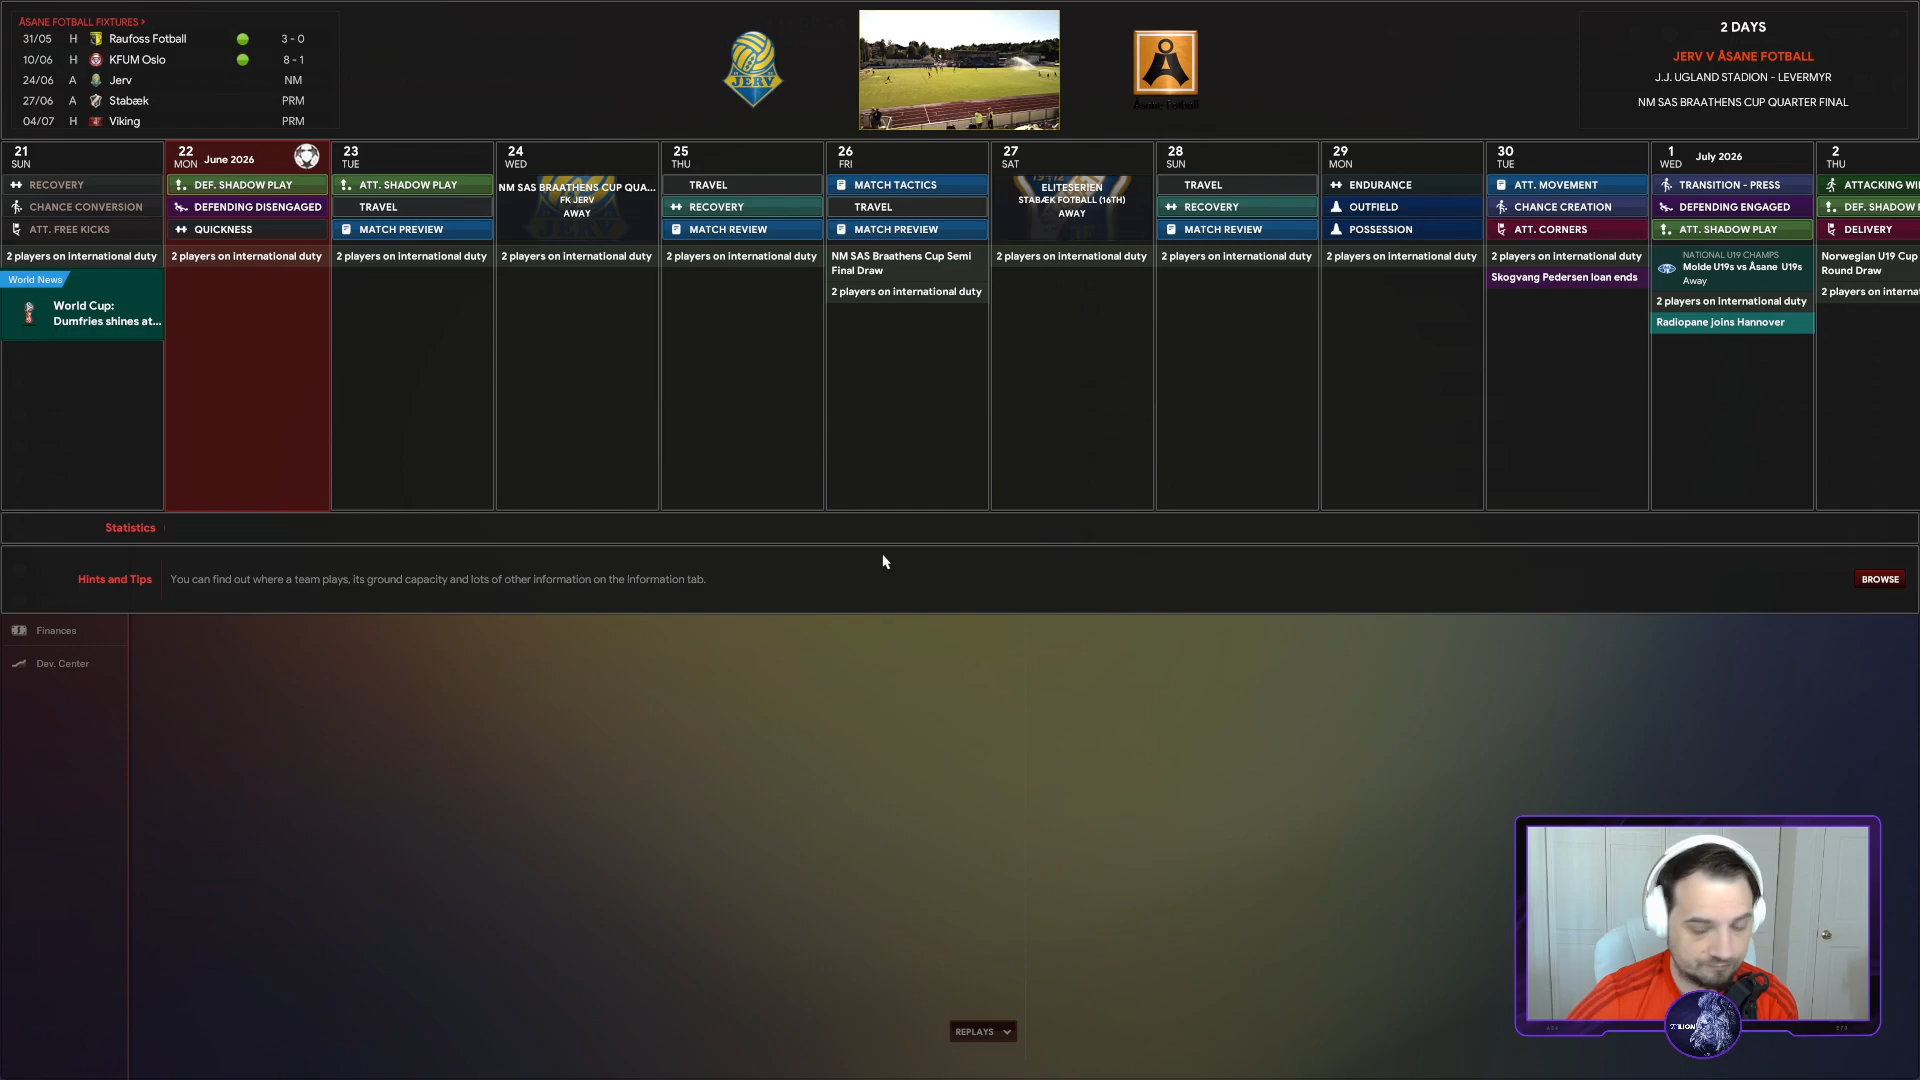 ÅSANE FOTBALL FIXTURES >
31/05 H Raufoss Fotball 3 - 0
10/06 H KFUM Oslo 8 - 1
24/06 A Jerv NM
27/06 A Stabæk PRM
04/07 H Viking PRM
JERV
Åsane Fotball
2 DAYS
JERV V ÅSANE FOTBALL
J.J. UGLAND STADION - LEVERMYR
NM SAS BRAATHENS CUP QUARTER FINAL
21
SUN
RECOVERY
CHANCE CONVERSION
ATT. FREE KICKS
2 players on international duty
World News
World Cup:
Dumfries shines at...
22
MON June 2026
DEF. SHADOW PLAY
DEFENDING DISENGAGED
QUICKNESS
2 players on international duty
23
TUE
ATT. SHADOW PLAY
TRAVEL
MATCH PREVIEW
2 players on international duty
24
WED
NM SAS BRAATHENS CUP QUA...
FK JERV
AWAY
2 players on international duty
25
THU
TRAVEL
RECOVERY
MATCH REVIEW
2 players on international duty
26
FRI
MATCH TACTICS
TRAVEL
MATCH PREVIEW
NM SAS Braathens Cup Semi
Final Draw
2 players on international duty
27
SAT
ELITESERIEN
STABÆK FOTBALL (16TH)
AWAY
2 players on international duty
28
SUN
TRAVEL
RECOVERY
MATCH REVIEW
2 players on international duty
29
MON
ENDURANCE
OUTFIELD
POSSESSION
2 players on international duty
30
TUE
ATT. MOVEMENT
CHANCE CREATION
ATT. CORNERS
2 players on international duty
Skogvang Pedersen loan ends
1
WED July 2026
TRANSITION - PRESS
DEFENDING ENGAGED
ATT. SHADOW PLAY
NATIONAL U19 CHAMPS
Molde U19s vs Åsane U19s
Away
2 players on international duty
Radiopane joins Hannover
2
THU
ATTACKING WI
DEF. SHADOW P
DELIVERY
Norwegian U19 Cup
Round Draw
2 players on interna
Statistics
Hints and Tips
You can find out where a team plays, its ground capacity and lots of other information on the Information tab.
BROWSE
Finances
Dev. Center
REPLAYS